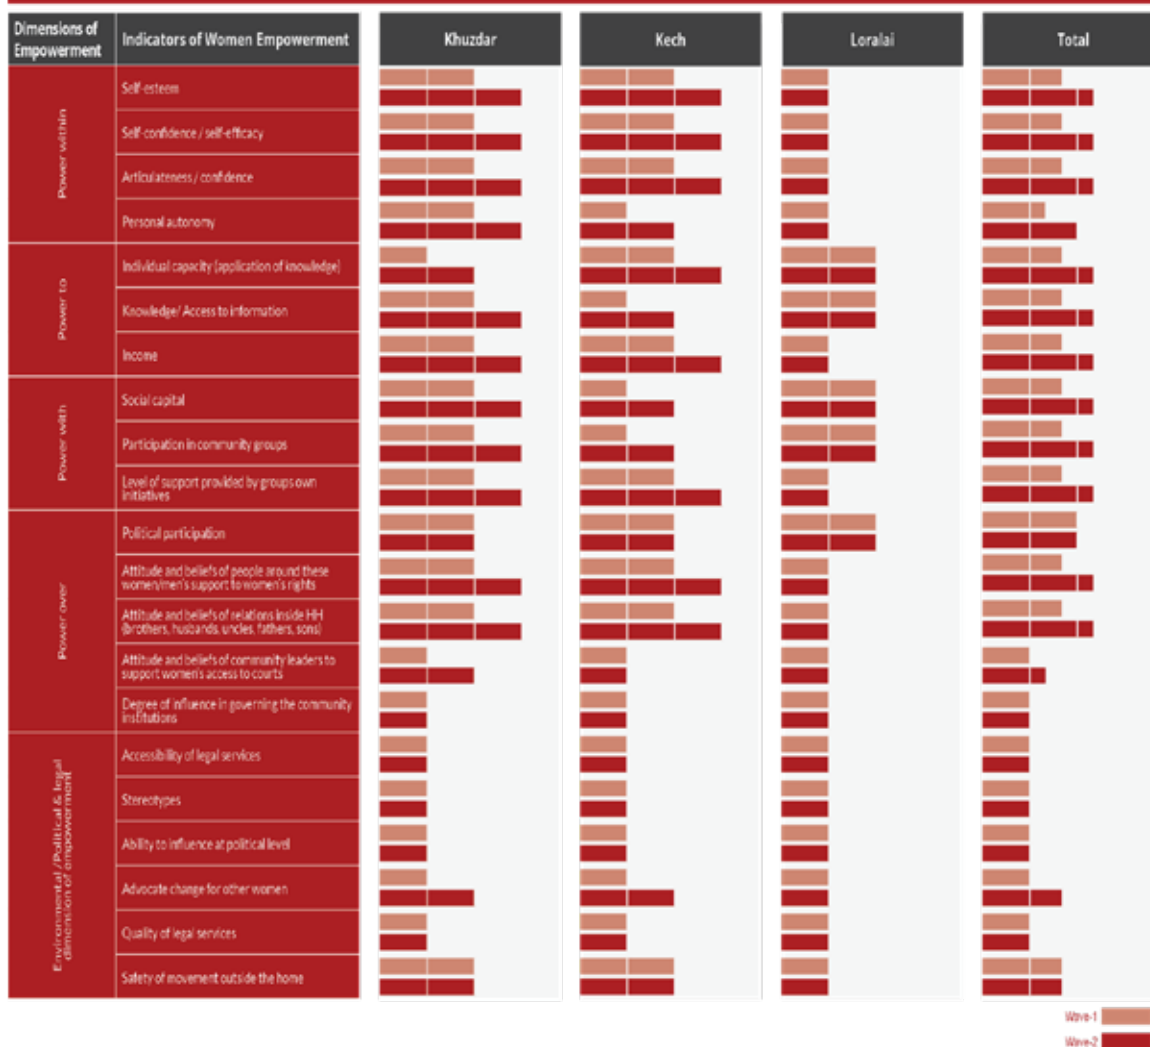 Dimensions of
Empowerment
Indicators of Women Empowerment
Khuzdar
Kech
Loralai
Total
Power within
Self-esteem
Self-confidence / self-efficacy
Articulateness / confidence
Personal autonomy
Power to
Individual capacity (application of knowledge)
Knowledge/ Access to information
Income
Power with
Social capital
Participation in community groups
Level of support provided by groups own
initiatives
Power over
Political participation
Attitude and beliefs of people around these
women/men's support to women's rights
Attitude and beliefs of relations inside HH
(brothers, husbands, uncles, fathers, sons)
Attitude and beliefs of community leaders to
support women's access to courts
Degree of influence in governing the community
institutions
Environmental /Political & legal
dimension of empowerment
Accessibility of legal services
Stereotypes
Ability to influence at political level
Advocate change for other women
Quality of legal services
Safety of movement outside the home
Wave-1
Wave-2